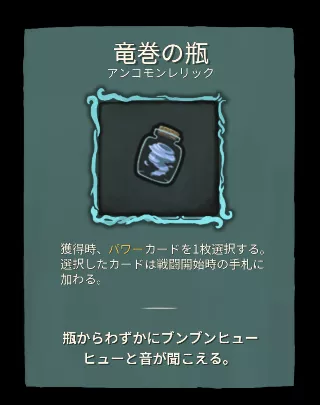 竜巻の瓶
アンコモンレリック
獲得時、パワーカードを1枚選択する。
選択したカードは戦闘開始時の手札に
加わる。
瓶からわずかにブンブンヒュー
ヒューと音が聞こえる。